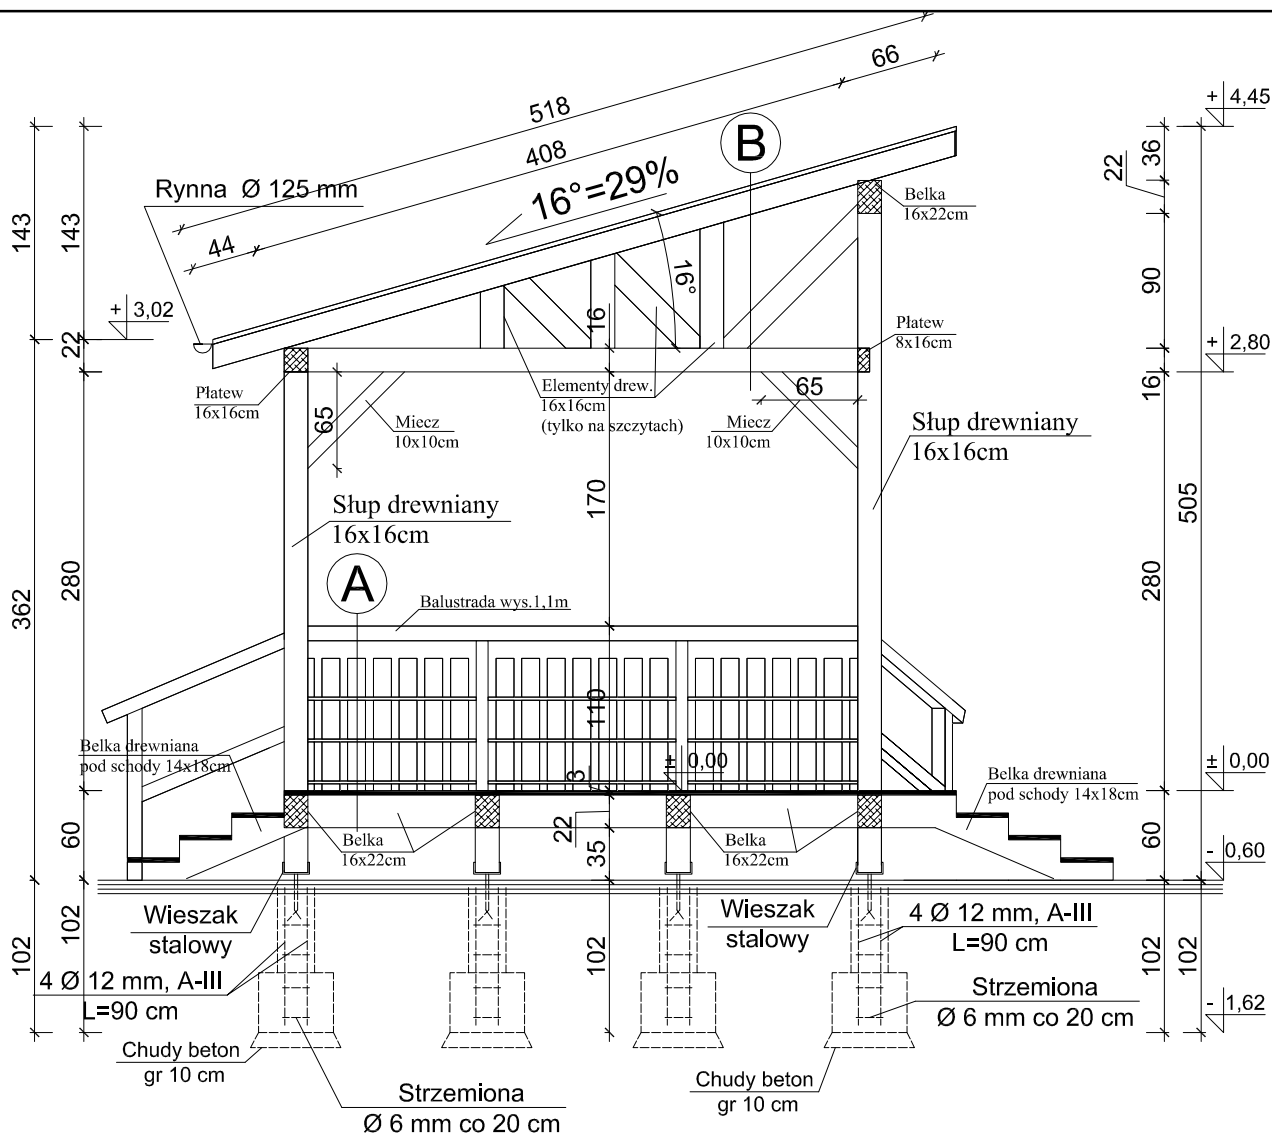 518
66
408
44
16°=29%
16°
B
Rynna Ø 125 mm
+ 4,45
36
22
Belka
16x22cm
143
143
+ 3,02
22
90
16
Płatew
8x16cm
+ 2,80
16
Płatew
16x16cm
65
Miecz
10x10cm
Elementy drew.
16x16cm
(tylko na szczytach)
65
Miecz
10x10cm
Słup drewniany
16x16cm
Słup drewniany
16x16cm
170
505
362
280
280
A
Balustrada wys.1,1m
110
Belka drewniana
pod schody 14x18cm
3
± 0,00
± 0,00
Belka drewniana
pod schody 14x18cm
60
Belka
16x22cm
22
35
Belka
16x22cm
60
- 0,60
Wieszak
stalowy
Wieszak
stalowy
4 Ø 12 mm, A-III
L=90 cm
102
102
102
102
102
4 Ø 12 mm, A-III
L=90 cm
Strzemiona
Ø 6 mm co 20 cm
- 1,62
Chudy beton
gr 10 cm
Strzemiona
Ø 6 mm co 20 cm
Chudy beton
gr 10 cm